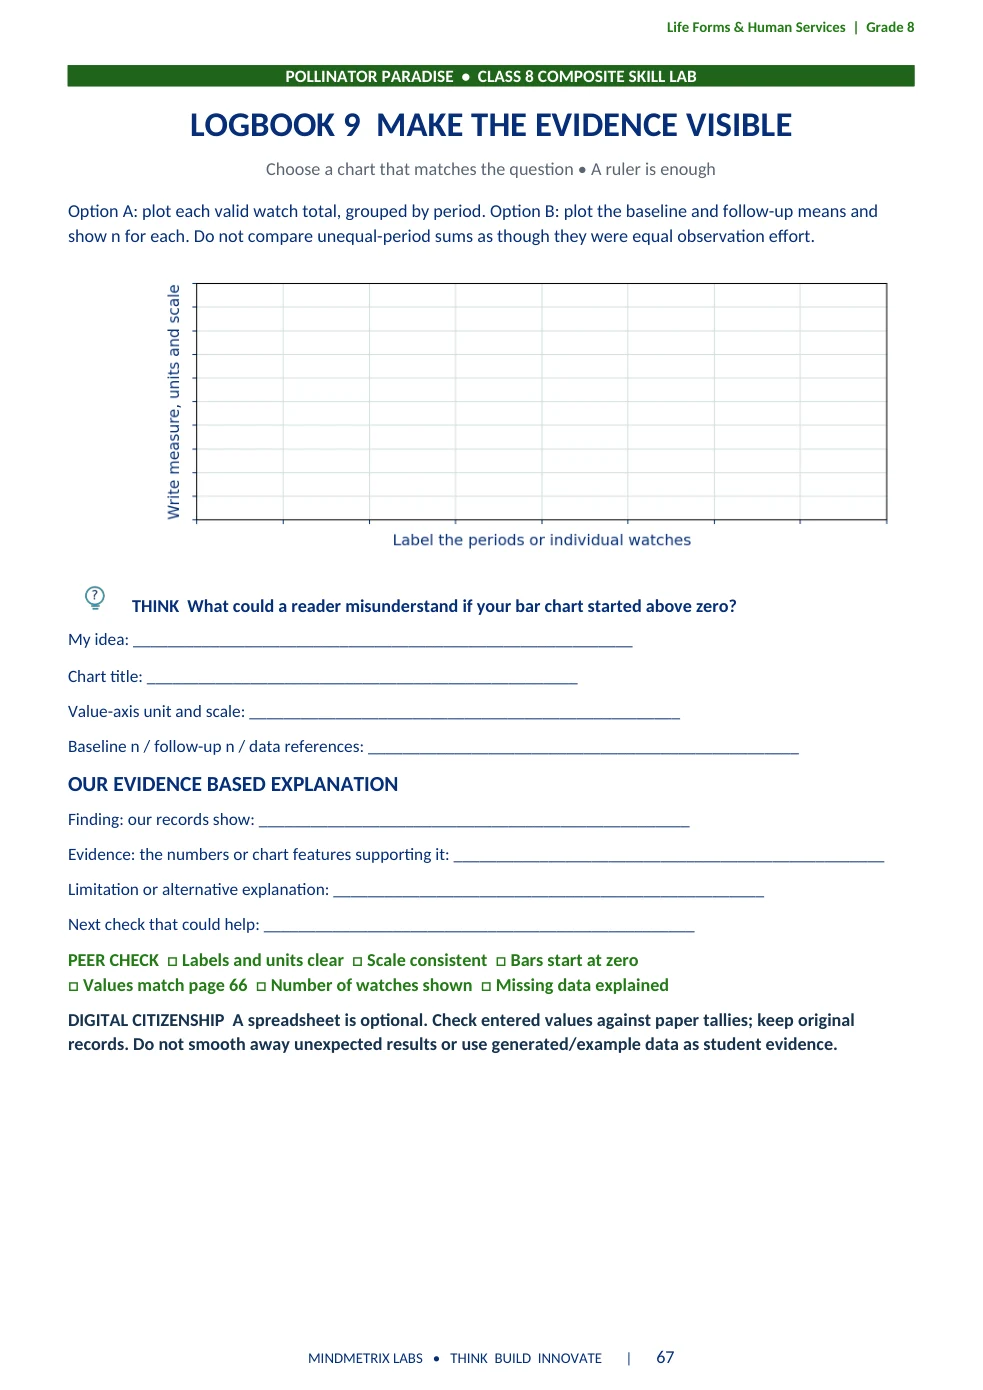 Life Forms & Human Services | Grade 8
POLLINATOR PARADISE ● CLASS 8 COMPOSITE SKILL LAB
LOGBOOK 9 MAKE THE EVIDENCE VISIBLE
Choose a chart that matches the question • A ruler is enough
Option A: plot each valid watch total, grouped by period. Option B: plot the baseline and follow-up means and
show n for each. Do not compare unequal-period sums as though they were equal observation effort.
Write measure, units and scale
Label the periods or individual watches
?
THINK What could a reader misunderstand if your bar chart started above zero?
My idea: ____________________________________________________________
Chart title: ____________________________________________________
Value-axis unit and scale: ____________________________________________________
Baseline n / follow-up n / data references: ____________________________________________________
OUR EVIDENCE BASED EXPLANATION
Finding: our records show: ____________________________________________________
Evidence: the numbers or chart features supporting it: ____________________________________________________
Limitation or alternative explanation: ____________________________________________________
Next check that could help: ____________________________________________________
PEER CHECK □ Labels and units clear □ Scale consistent □ Bars start at zero
□ Values match page 66 □ Number of watches shown □ Missing data explained
DIGITAL CITIZENSHIP A spreadsheet is optional. Check entered values against paper tallies; keep original
records. Do not smooth away unexpected results or use generated/example data as student evidence.
MINDMETRIX LABS ● THINK BUILD INNOVATE | 67